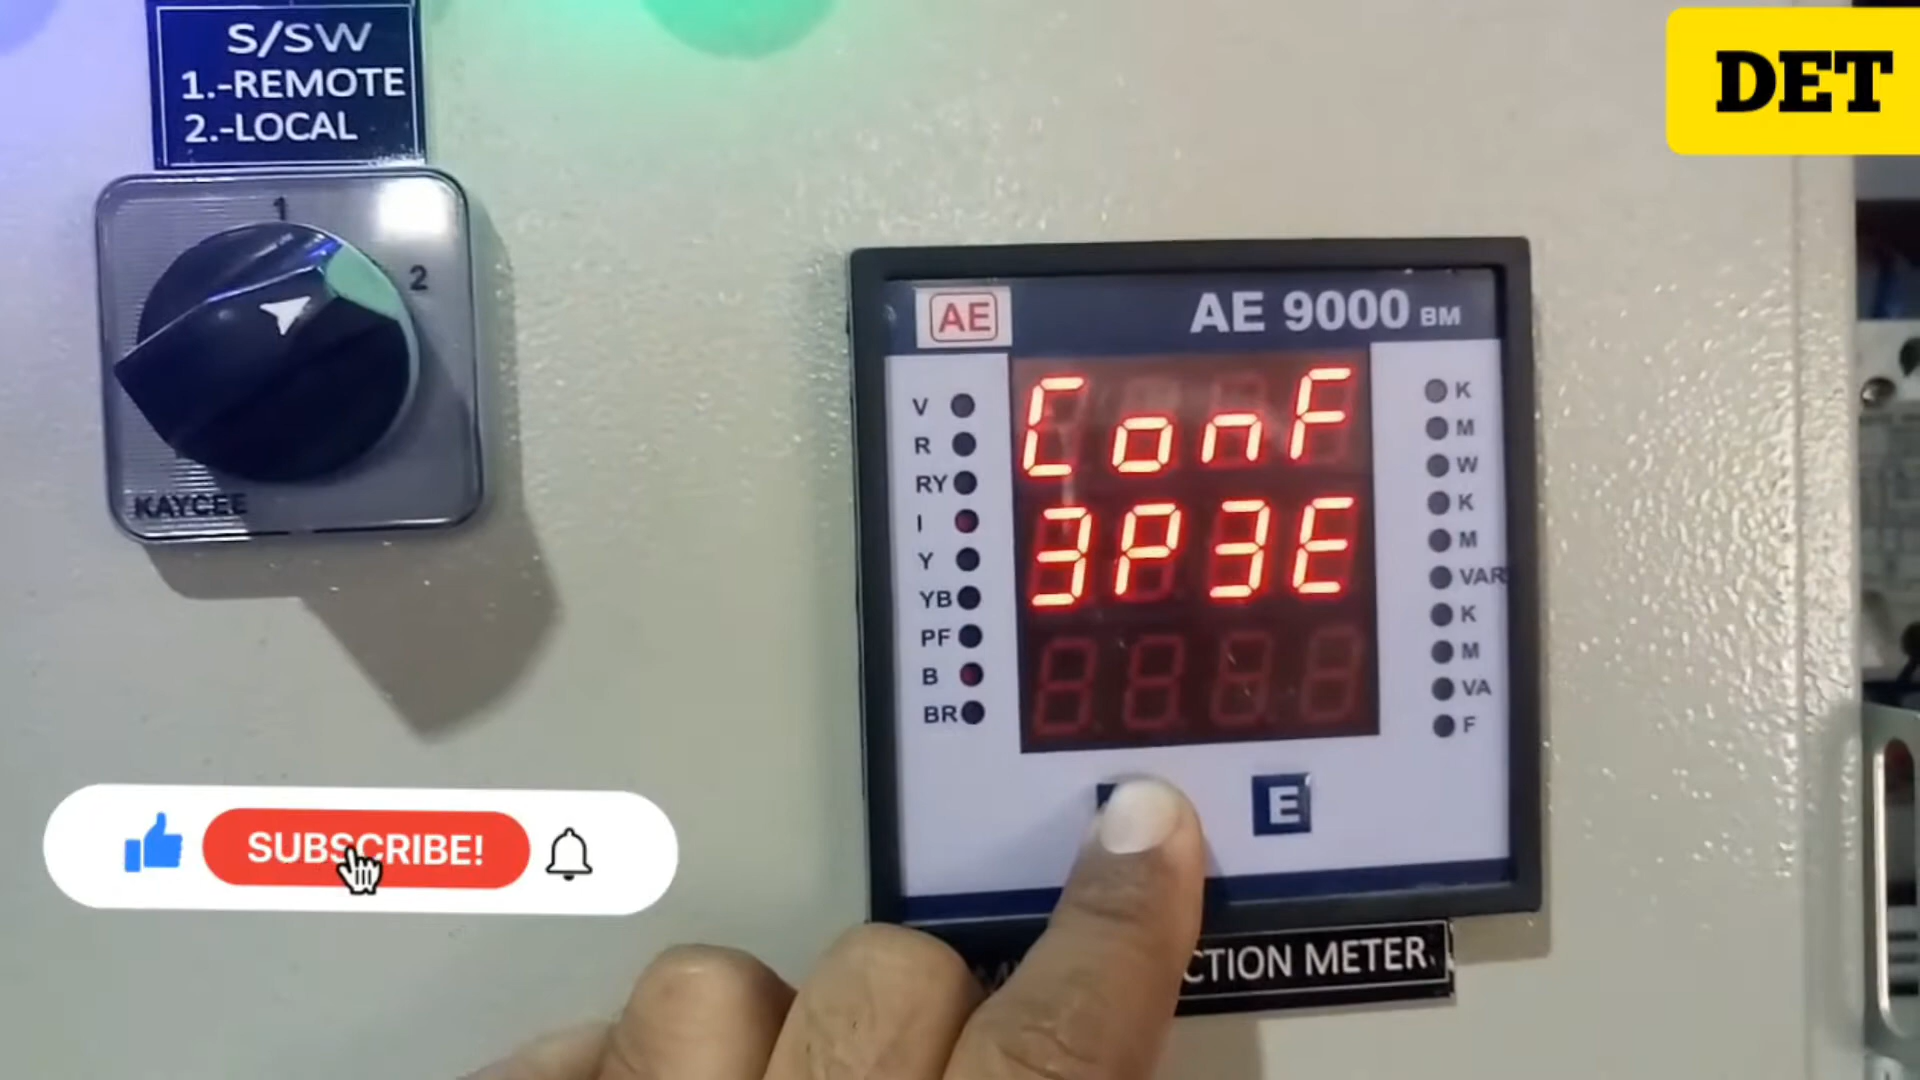 S/SW
1.-REMOTE
2.-LOCAL
DET
1
2
KAYCEE
AE
AE 9000 BM
V
R
RY
I
Y
YB
PF
B
BR
ConF
3P3E
K
M
W
K
M
VAR
K
M
VA
F
E
SUBSCRIBE!
METER